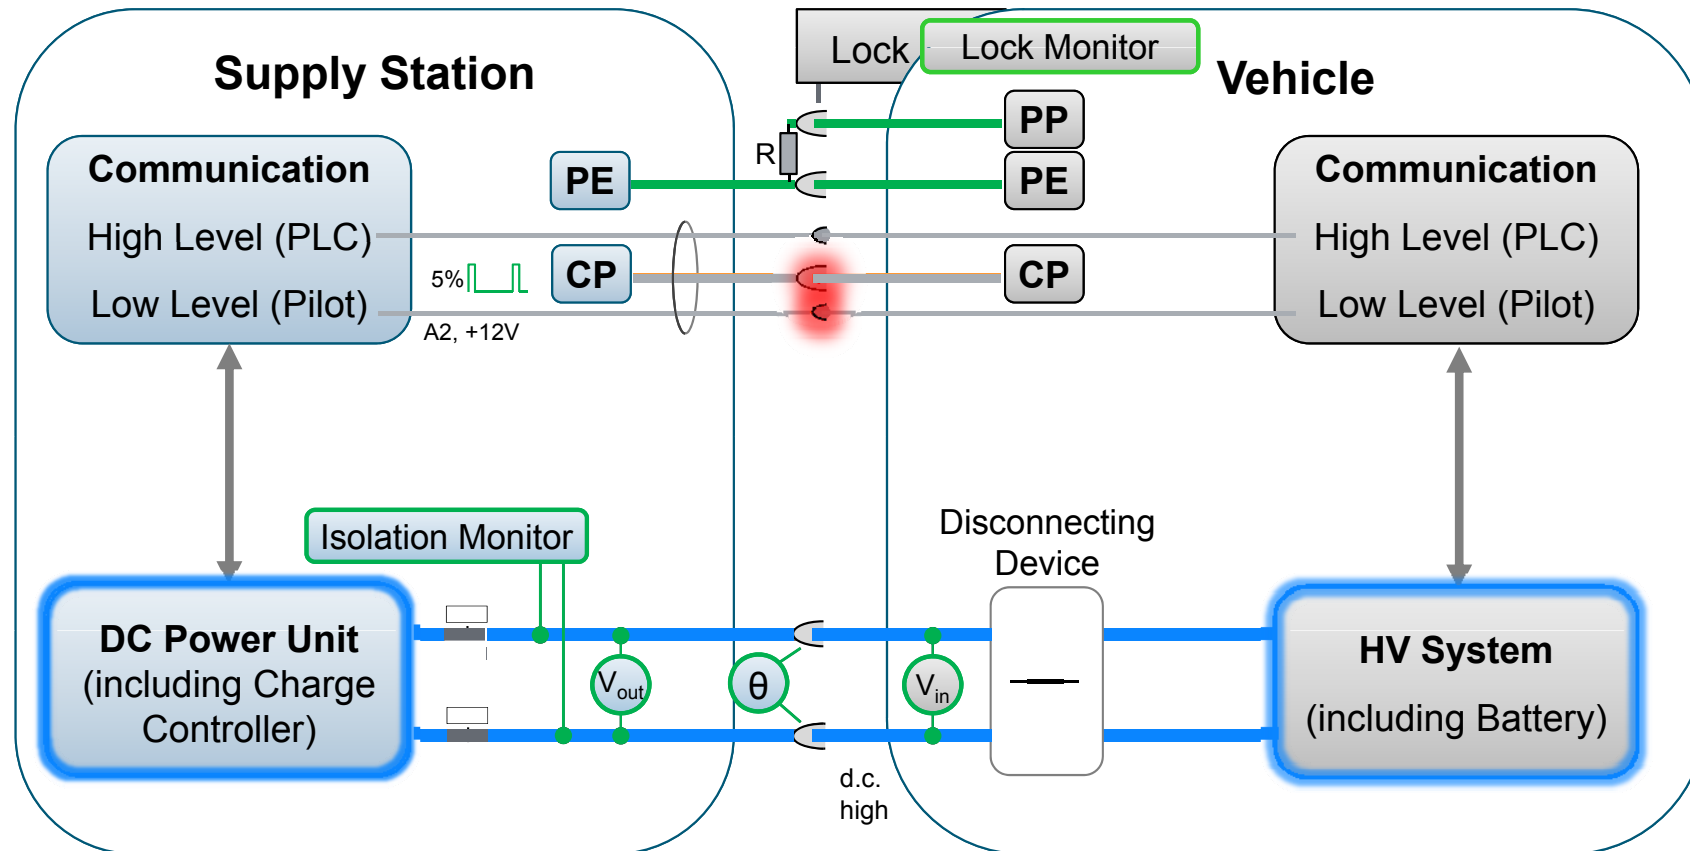 Lock
Lock Monitor
Supply Station
Vehicle
PP
R
PE
PE
Communication
High Level (PLC)
Low Level (Pilot)
5%
CP
CP
A2, +12V
Communication
High Level (PLC)
Low Level (Pilot)
Isolation Monitor
Disconnecting
Device
DC Power Unit
(including Charge
Controller)
Vout
θ
Vin
HV System
(including Battery)
d.c.
high